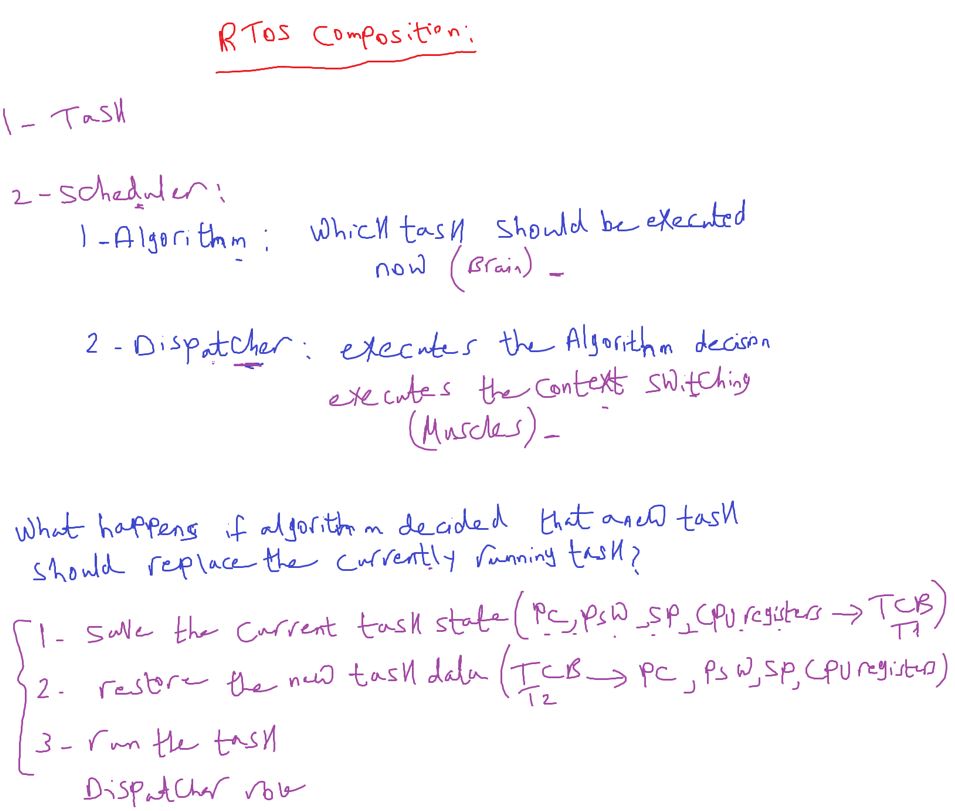 RTOS Composition:
1- Task
2- Scheduler:
1-Algorithm: Which task should be executed
now (Brain)-
2-Dispatcher: executes the Algorithm decision
executes the Context switching
(Muscles)-
What happens if algorithm decided that a new task
should replace the currently running task?
1- save the current task state (PC, PSW, SP, CPU registers → TCB
T1)
2- restore the new task data (TCB → PC, PSW, SP, CPU registers)
T2
3- run the task
Dispatcher role